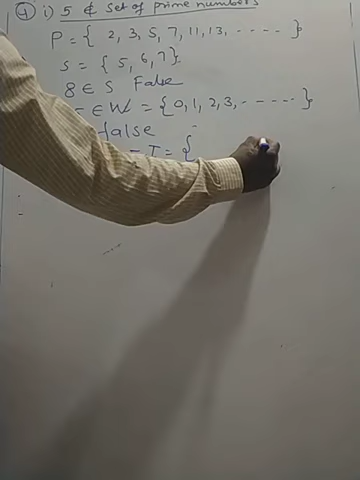 ④ i) 5 ∉ set of prime numbers
P = { 2, 3, 5, 7, 11, 13, ----- }
S = { 5, 6, 7 }
8 ∈ S False
∈ W = { 0, 1, 2, 3, ------ }
false
I = {